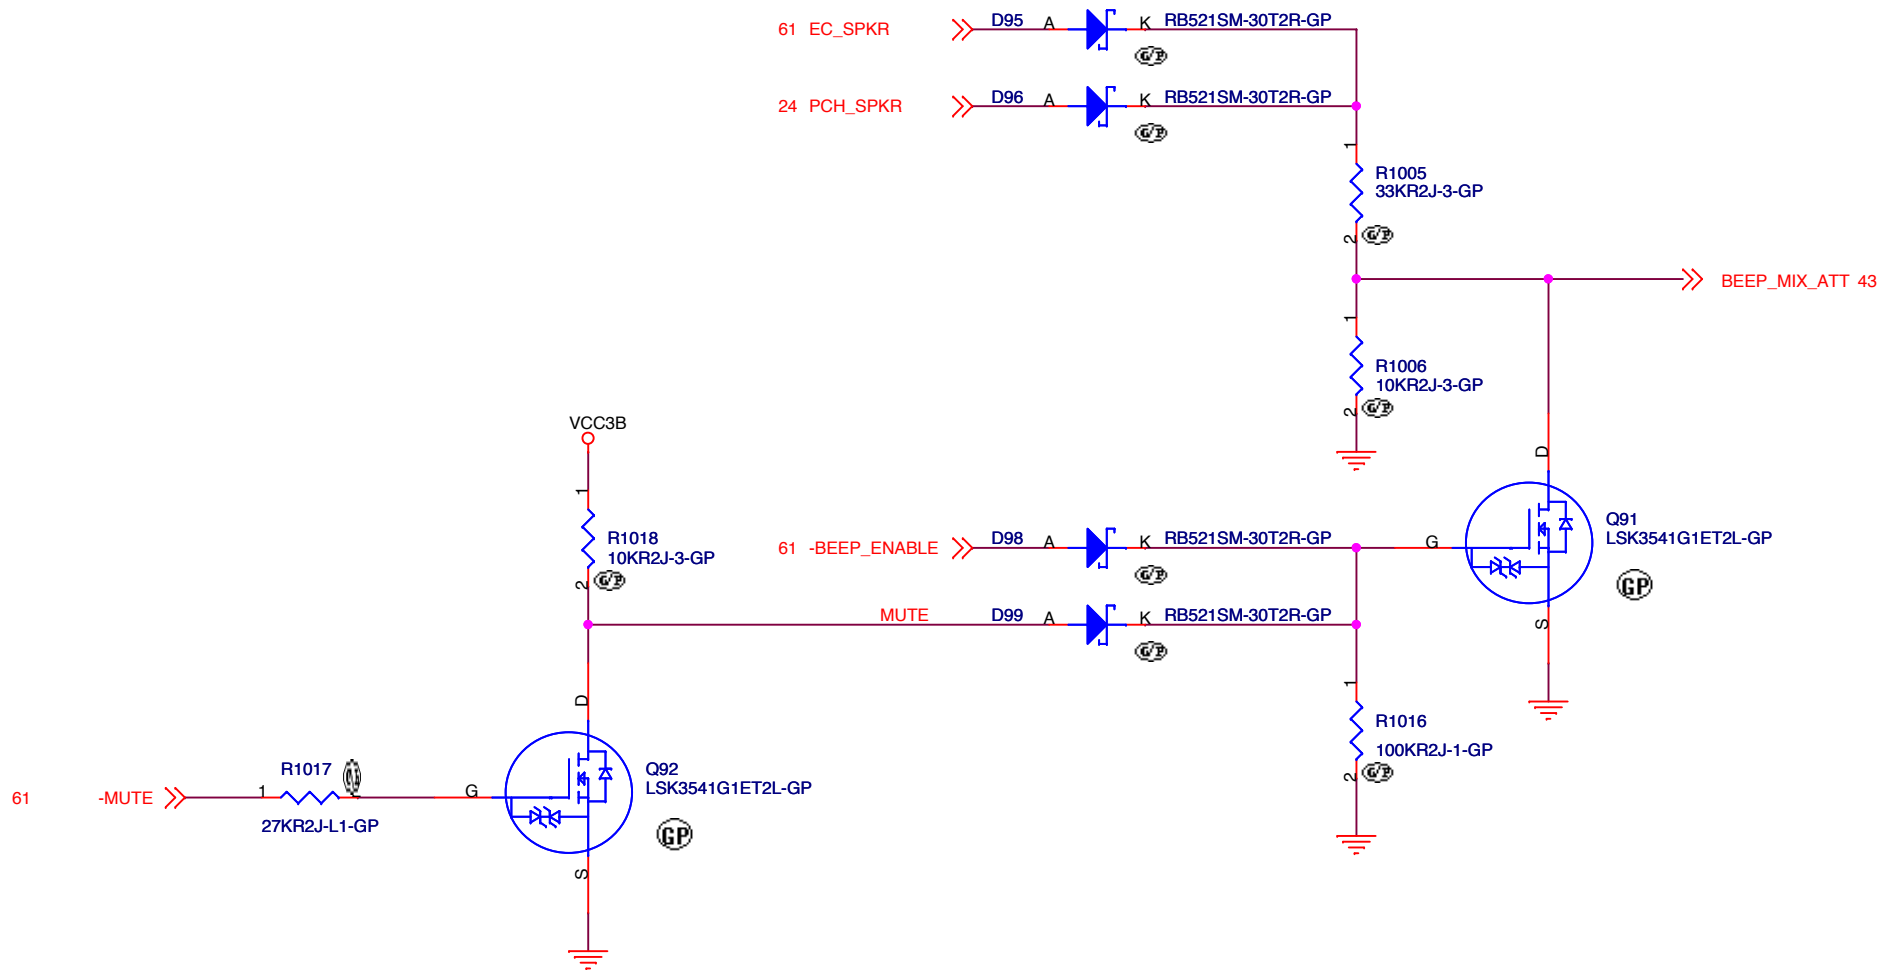 61 EC_SPKR D95 A K RB521SM-30T2R-GP
G/P
24 PCH_SPKR D96 A K RB521SM-30T2R-GP
G/P
1
R1005
33KR2J-3-GP
2 G/P
BEEP_MIX_ATT 43
1
R1006
10KR2J-3-GP
2 G/P
VCC3B
1
R1018
10KR2J-3-GP
2 G/P
D
61 -BEEP_ENABLE D98 A K RB521SM-30T2R-GP
G
G/P
Q91
LSK3541G1ET2L-GP
GP
S
MUTE D99 A K RB521SM-30T2R-GP
G/P
1
R1016
100KR2J-1-GP
2 G/P
D
61 -MUTE 1 R1017
27KR2J-L1-GP
G
Q92
LSK3541G1ET2L-GP
GP
S